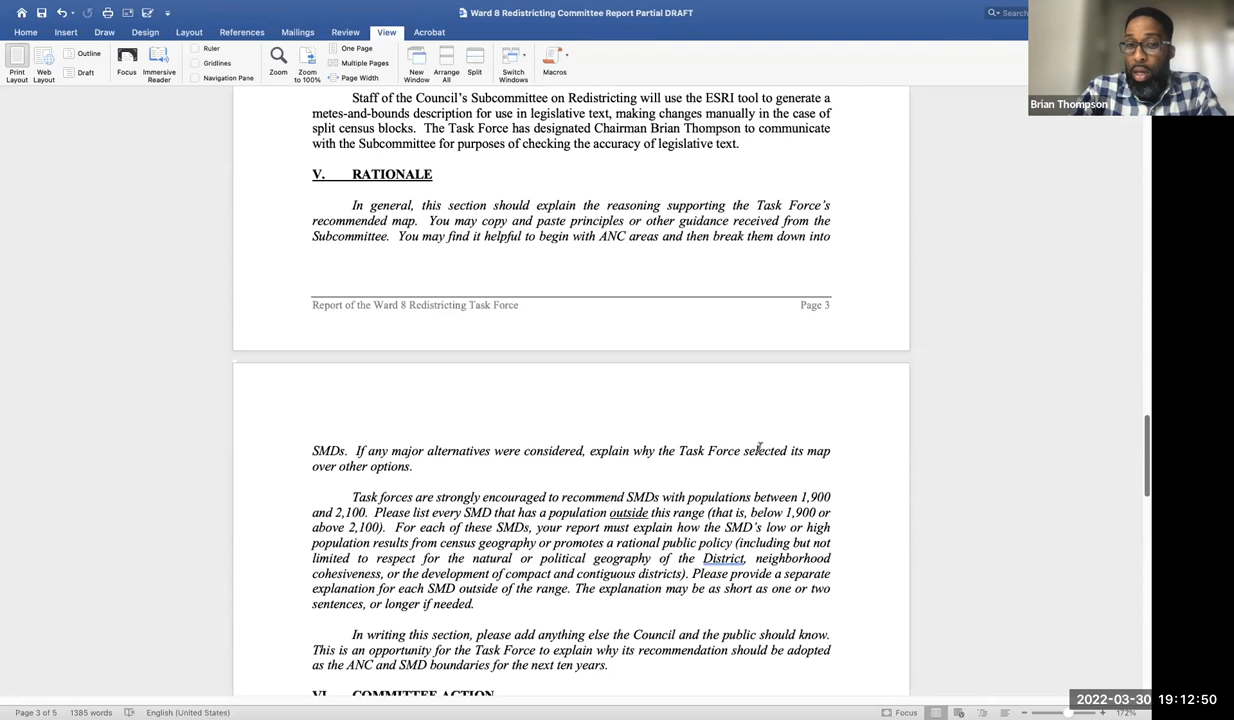 Ward 8 Redistricting Committee Report Partial DRAFT
Search
Home Insert Draw Design Layout References Mailings Review View Acrobat
Print Layout
Web Layout
Outline
Draft
Focus
Immersive Reader
Ruler
Gridlines
Navigation Pane
Zoom
Zoom to 100%
One Page
Multiple Pages
Page Width
New Window
Arrange All
Split
Switch Windows
Macros
Brian Thompson
Staff of the Council's Subcommittee on Redistricting will use the ESRI tool to generate a
metes-and-bounds description for use in legislative text, making changes manually in the case of
split census blocks. The Task Force has designated Chairman Brian Thompson to communicate
with the Subcommittee for purposes of checking the accuracy of legislative text.
V. RATIONALE
In general, this section should explain the reasoning supporting the Task Force's
recommended map. You may copy and paste principles or other guidance received from the
Subcommittee. You may find it helpful to begin with ANC areas and then break them down into
Report of the Ward 8 Redistricting Task Force Page 3
SMDs. If any major alternatives were considered, explain why the Task Force selected its map
over other options.
Task forces are strongly encouraged to recommend SMDs with populations between 1,900
and 2,100. Please list every SMD that has a population outside this range (that is, below 1,900 or
above 2,100). For each of these SMDs, your report must explain how the SMD's low or high
population results from census geography or promotes a rational public policy (including but not
limited to respect for the natural or political geography of the District, neighborhood
cohesiveness, or the development of compact and contiguous districts). Please provide a separate
explanation for each SMD outside of the range. The explanation may be as short as one or two
sentences, or longer if needed.
In writing this section, please add anything else the Council and the public should know.
This is an opportunity for the Task Force to explain why its recommendation should be adopted
as the ANC and SMD boundaries for the next ten years.
VI. COMMITTEE ACTION
2022-03-30 19:12:50
Page 3 of 5 1385 words English (United States) Focus 172%